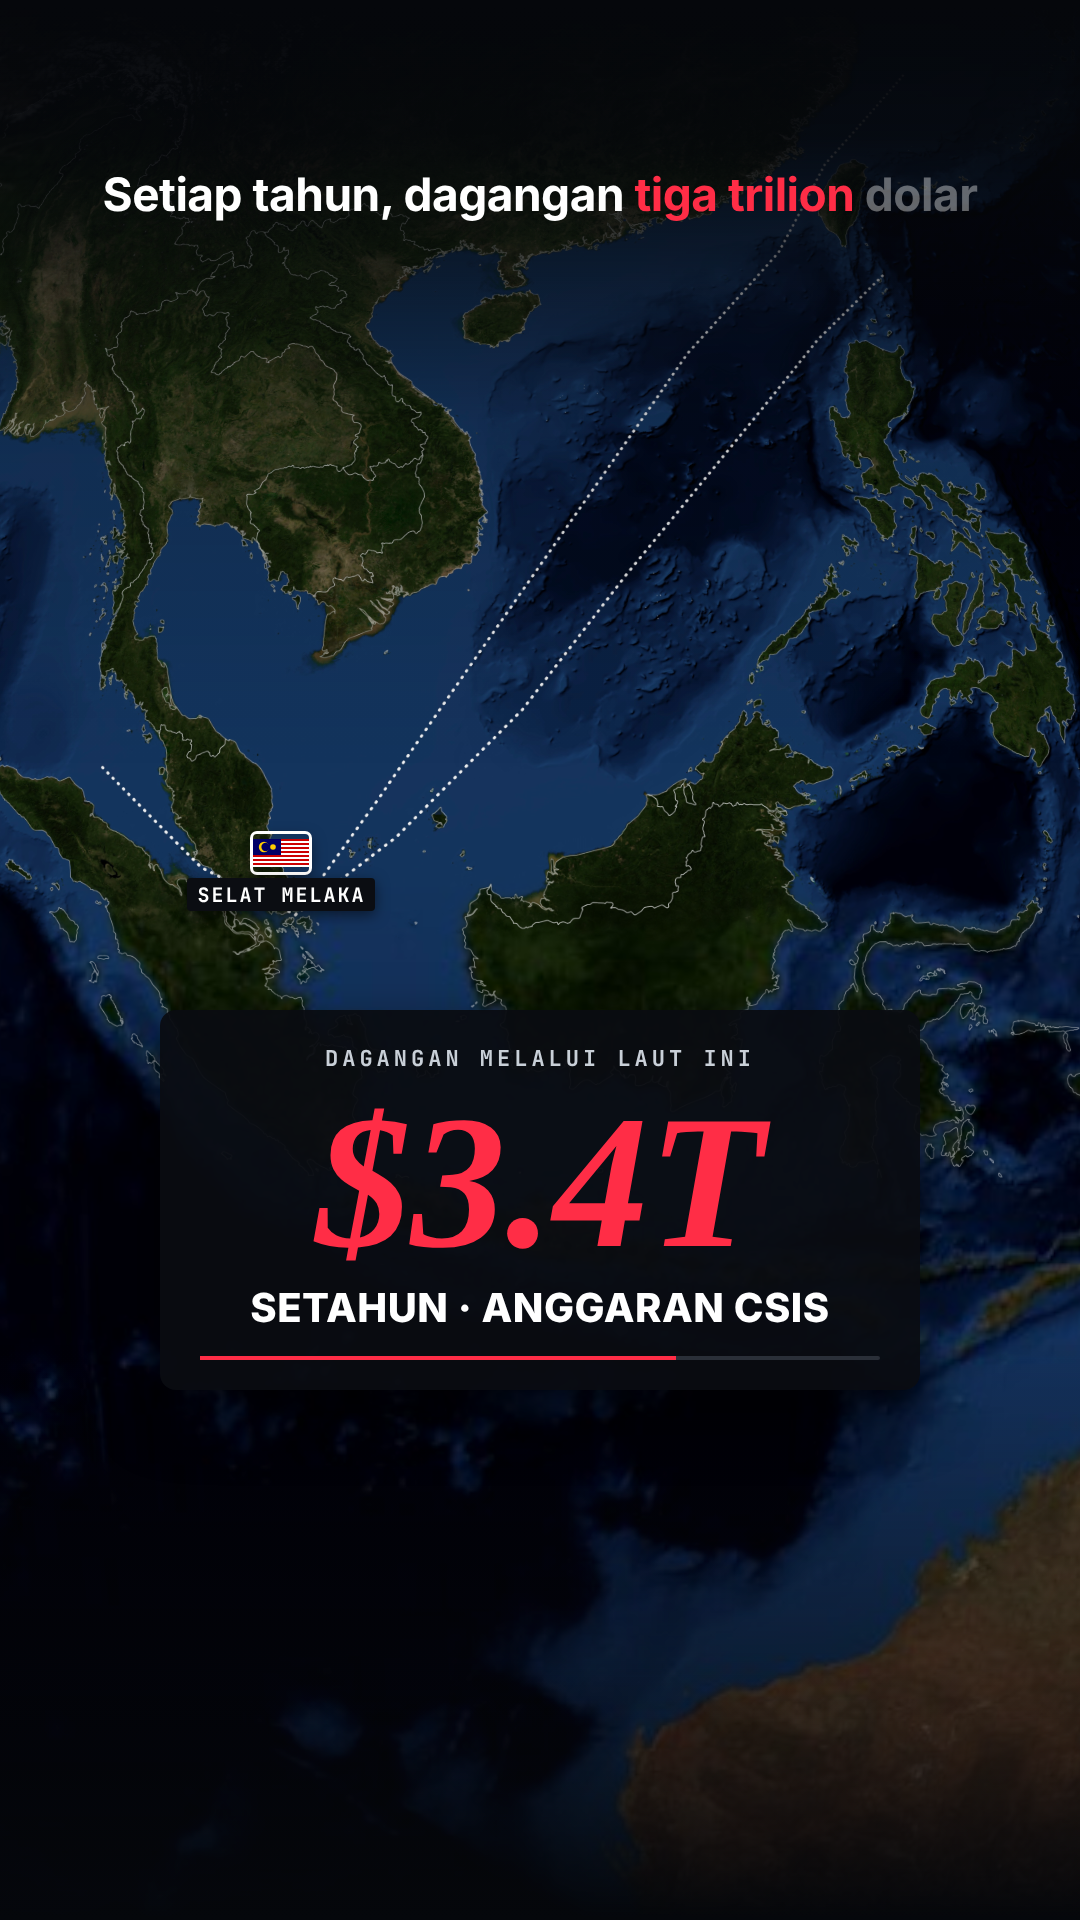 Setiap tahun, dagangan tiga trilion dolar
SELAT MELAKA
DAGANGAN MELALUI LAUT INI
$3.4T
SETAHUN · ANGGARAN CSIS